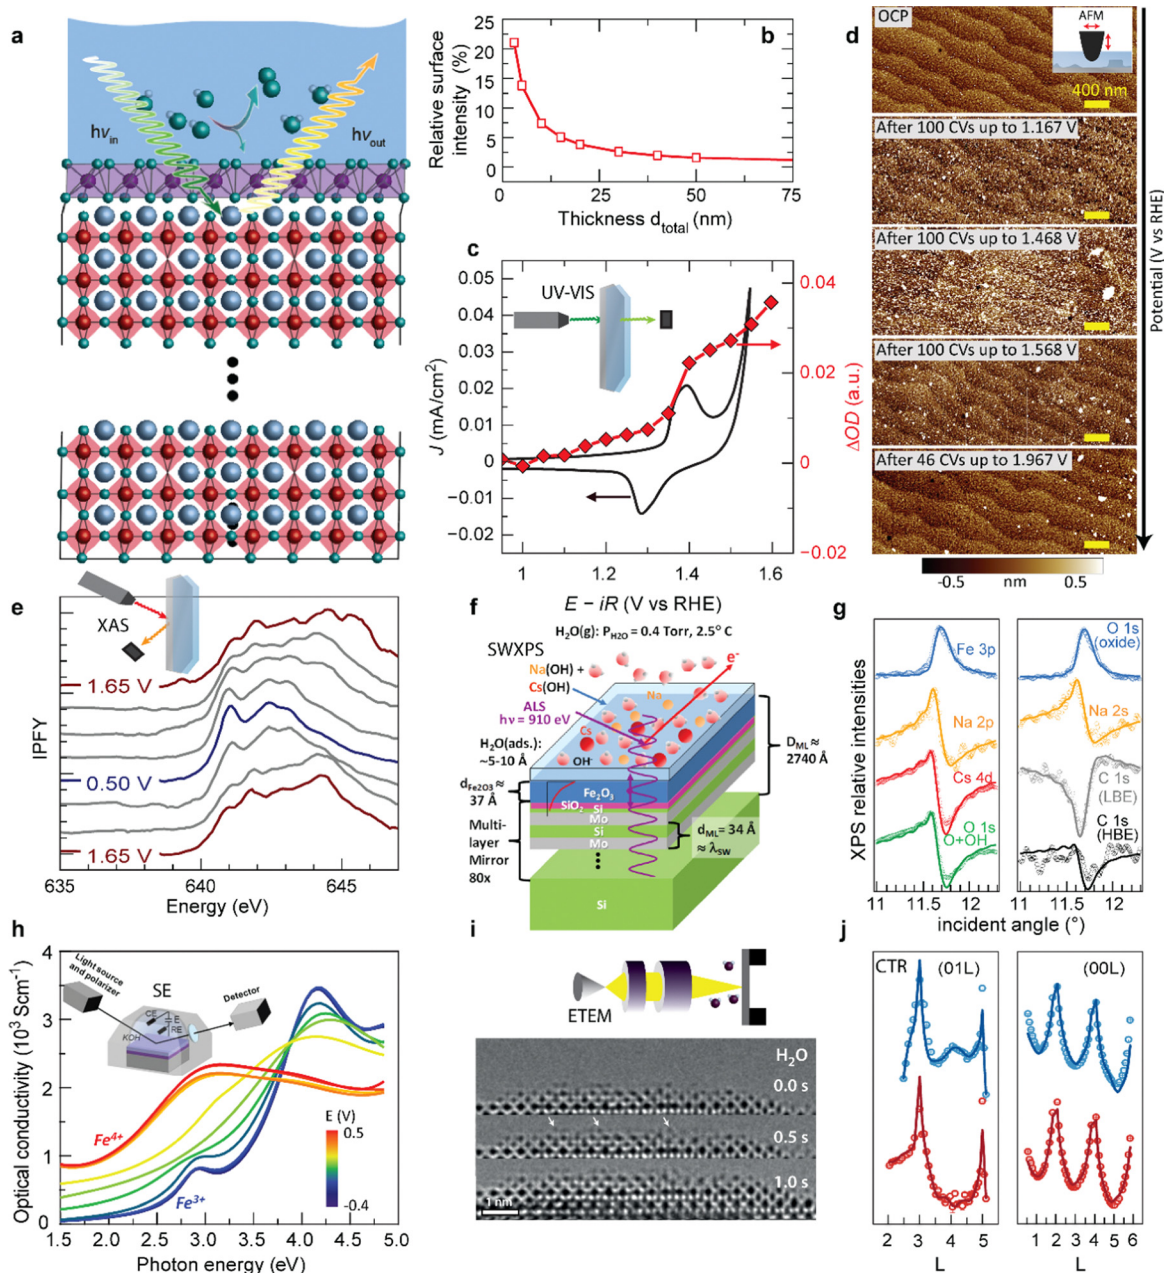 a
hνin
hνout
b
Relative surface
intensity (%)
25
20
15
10
5
0
0
25
50
75
Thickness dtotal (nm)
c
UV-VIS
J (mA/cm2)
0.05
0.04
0.03
0.02
0.01
0
−0.01
−0.02
0.04
0.02
0
−0.02
ΔOD (a.u.)
1
1.2
1.4
1.6
E − iR (V vs RHE)
d
OCP
AFM
400 nm
After 100 CVs up to 1.167 V
After 100 CVs up to 1.468 V
After 100 CVs up to 1.568 V
After 46 CVs up to 1.967 V
Potential (V vs RHE)
-0.5
nm
0.5
e
XAS
IPFY
1.65 V
0.50 V
1.65 V
635
640
645
Energy (eV)
f
H2O(g): PH2O = 0.4 Torr, 2.5° C
SWXPS
Na(OH) +
Cs(OH)
ALS
hν = 910 eV
H2O(ads.):
~5-10 Å
dFe2O3 ≈
37 Å
Multi-
layer
Mirror
80x
e-
Na
Cs
OH-
Fe2O3
SiO2
Si
Mo
Si
Mo
Si
DML ≈
2740 Å
dML= 34 Å
≈ λSW
g
XPS relative intensities
Fe 3p
Na 2p
Cs 4d
O 1s
O+OH
O 1s
(oxide)
Na 2s
C 1s
(LBE)
C 1s
(HBE)
11
11.5
12
11
11.5
12
incident angle (°)
h
Optical conductivity (10³ Scm⁻¹)
4
3
2
1
0
Light source
and polarizer
SE
Detector
CE
E
RE
KOH
Fe4+
Fe3+
E (V)
0.5
-0.4
1.5
2.0
2.5
3.0
3.5
4.0
4.5
5.0
Photon energy (eV)
i
ETEM
H2O
0.0 s
0.5 s
1.0 s
1 nm
j
CTR
(01L)
(00L)
2
3
4
5
L
1
2
3
4
5
6
L